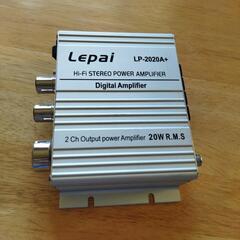 Lepai LP-2020A+
Hi-Fi STEREO POWER AMPLIFIER
Digital Amplifier
2 Ch Output power Amplifier 20W R.M.S